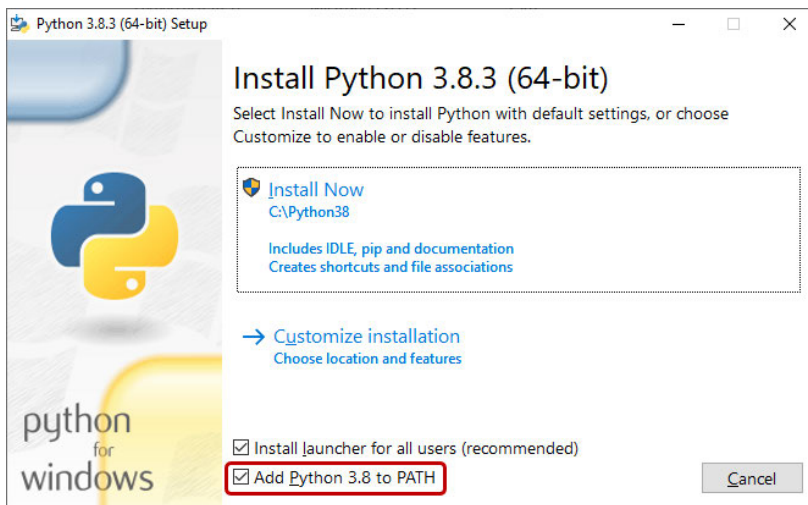 Python 3.8.3 (64-bit) Setup
Install Python 3.8.3 (64-bit)
Select Install Now to install Python with default settings, or choose
Customize to enable or disable features.
Install Now
C:\Python38
Includes IDLE, pip and documentation
Creates shortcuts and file associations
→ Customize installation
Choose location and features
Install launcher for all users (recommended)
Add Python 3.8 to PATH
Cancel
python
for
windows